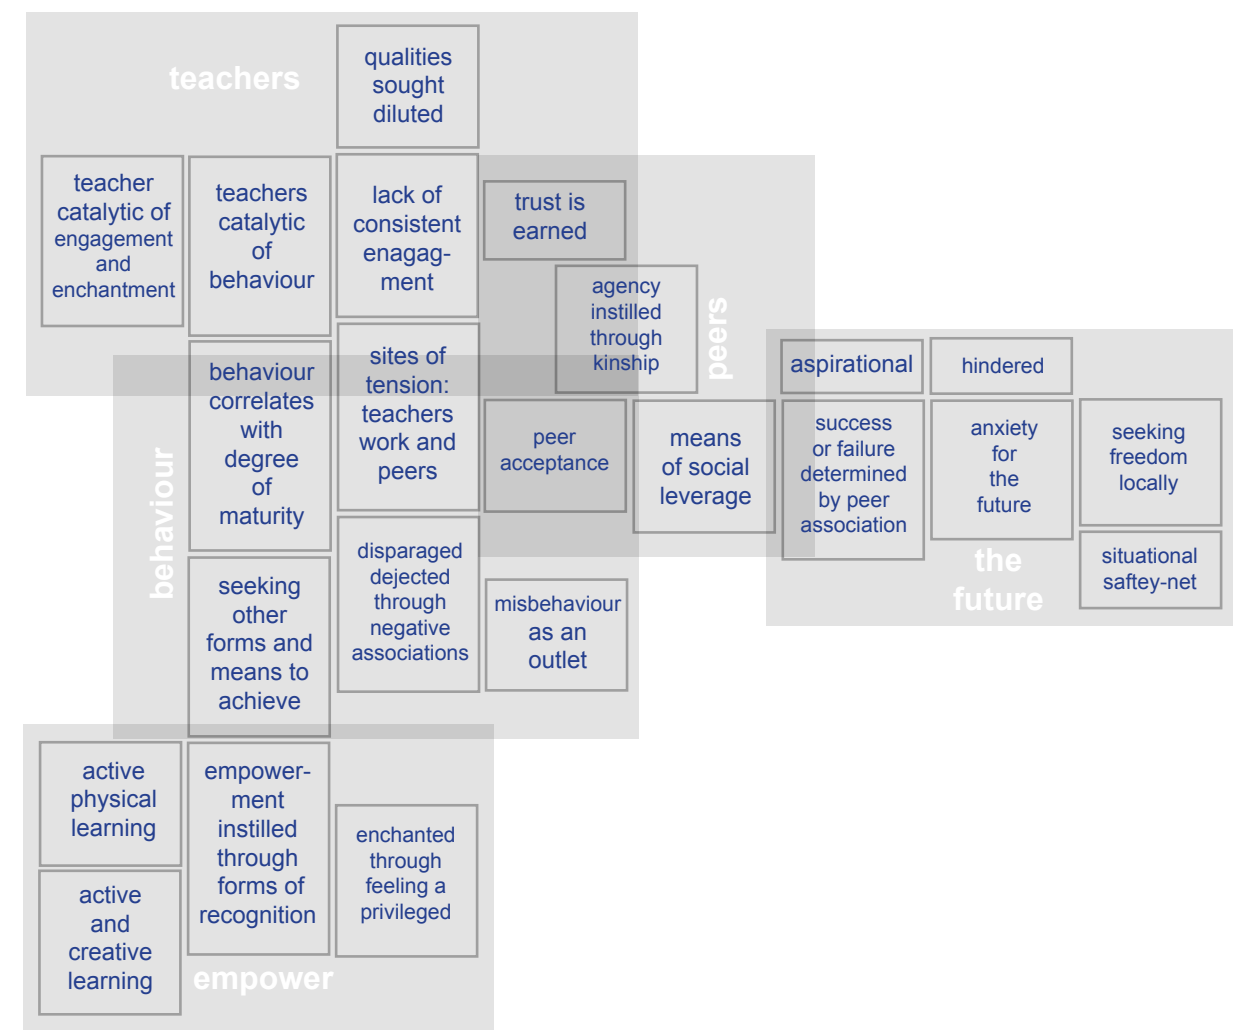 teachers
qualities
sought
diluted
teacher
catalytic of
engagement
and
enchantment
teachers
catalytic
of
behaviour
lack of
consistent
enagag-
ment
trust is
earned
agency
instilled
through
kinship
peers
behaviour
behaviour
correlates
with
degree
of
maturity
sites of
tension:
teachers
work and
peers
peer
acceptance
means
of social
leverage
aspirational
hindered
success
or failure
determined
by peer
association
anxiety
for
the
future
seeking
freedom
locally
situational
saftey-net
the
future
seeking
other
forms and
means to
achieve
disparaged
dejected
through
negative
associations
misbehaviour
as an
outlet
active
physical
learning
empower-
ment
instilled
through
forms of
recognition
enchanted
through
feeling a
privileged
active
and
creative
learning
empower